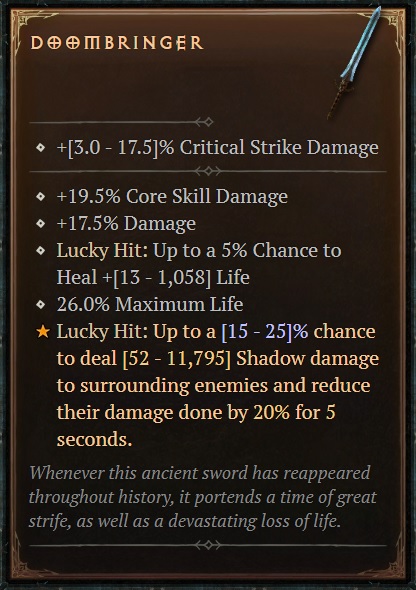 DOOMBRINGER
+[3.0 - 17.5]% Critical Strike Damage
+19.5% Core Skill Damage
+17.5% Damage
Lucky Hit: Up to a 5% Chance to
Heal +[13 - 1,058] Life
26.0% Maximum Life
Lucky Hit: Up to a [15 - 25]% chance
to deal [52 - 11,795] Shadow damage
to surrounding enemies and reduce
their damage done by 20% for 5
seconds.
Whenever this ancient sword has reappeared
throughout history, it portends a time of great
strife, as well as a devastating loss of life.